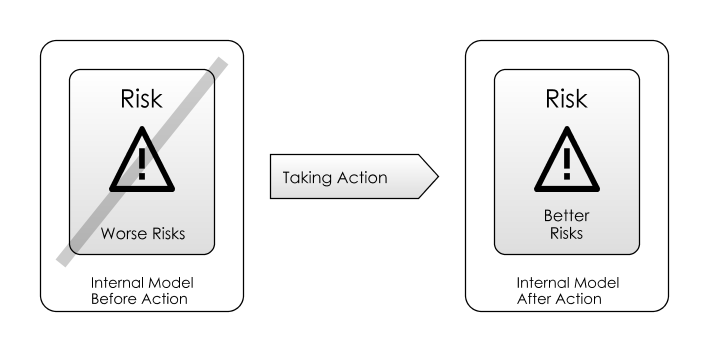 Risk
Worse Risks
Internal Model
Before Action
Taking Action
Risk
Better
Risks
Internal Model
After Action